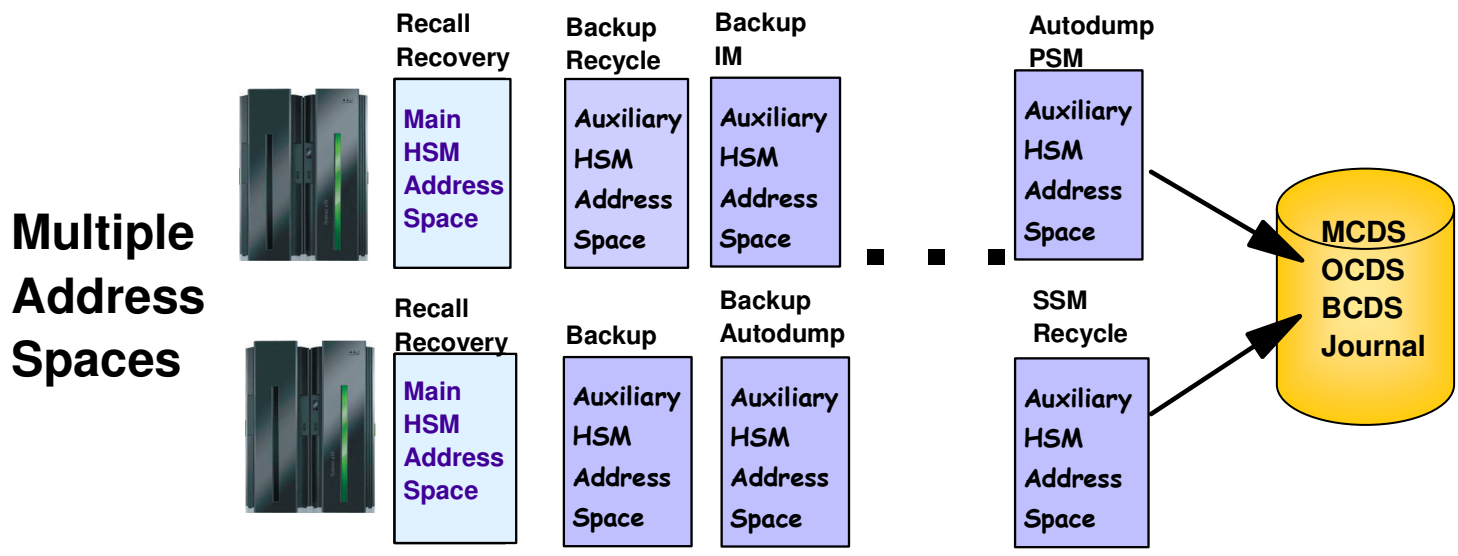 Multiple
Address
Spaces
Recall
Recovery
Main
HSM
Address
Space
Backup
Recycle
Auxiliary
HSM
Address
Space
Backup
IM
Auxiliary
HSM
Address
Space
Autodump
PSM
Auxiliary
HSM
Address
Space
Recall
Recovery
Main
HSM
Address
Space
Backup
Auxiliary
HSM
Address
Space
Backup
Autodump
Auxiliary
HSM
Address
Space
SSM
Recycle
Auxiliary
HSM
Address
Space
MCDS
OCDS
BCDS
Journal